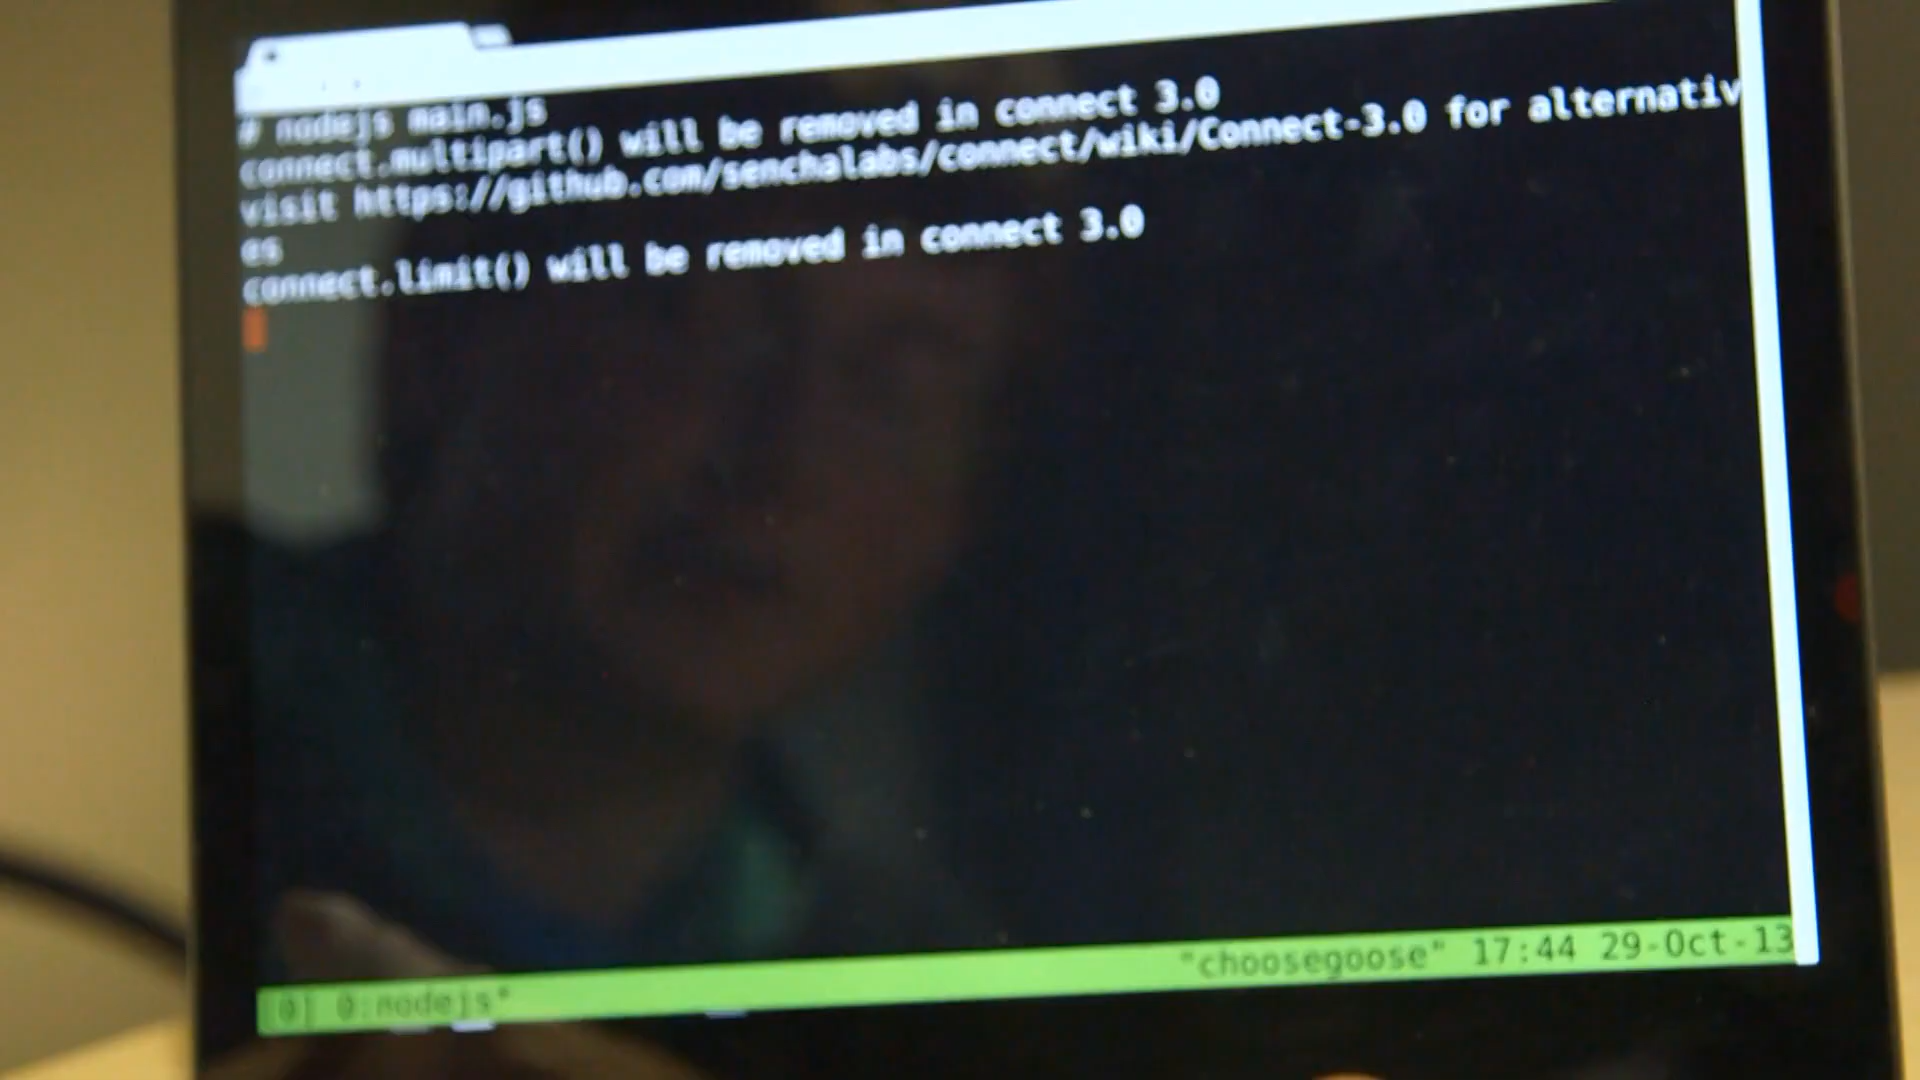 # nodejs main.js
connect.multipart() will be removed in connect 3.0
visit https://github.com/senchalabs/connect/wiki/Connect-3.0 for alternativ
es
connect.limit() will be removed in connect 3.0
[0] 0:nodejs* "choosegoose" 17:44 29-Oct-13